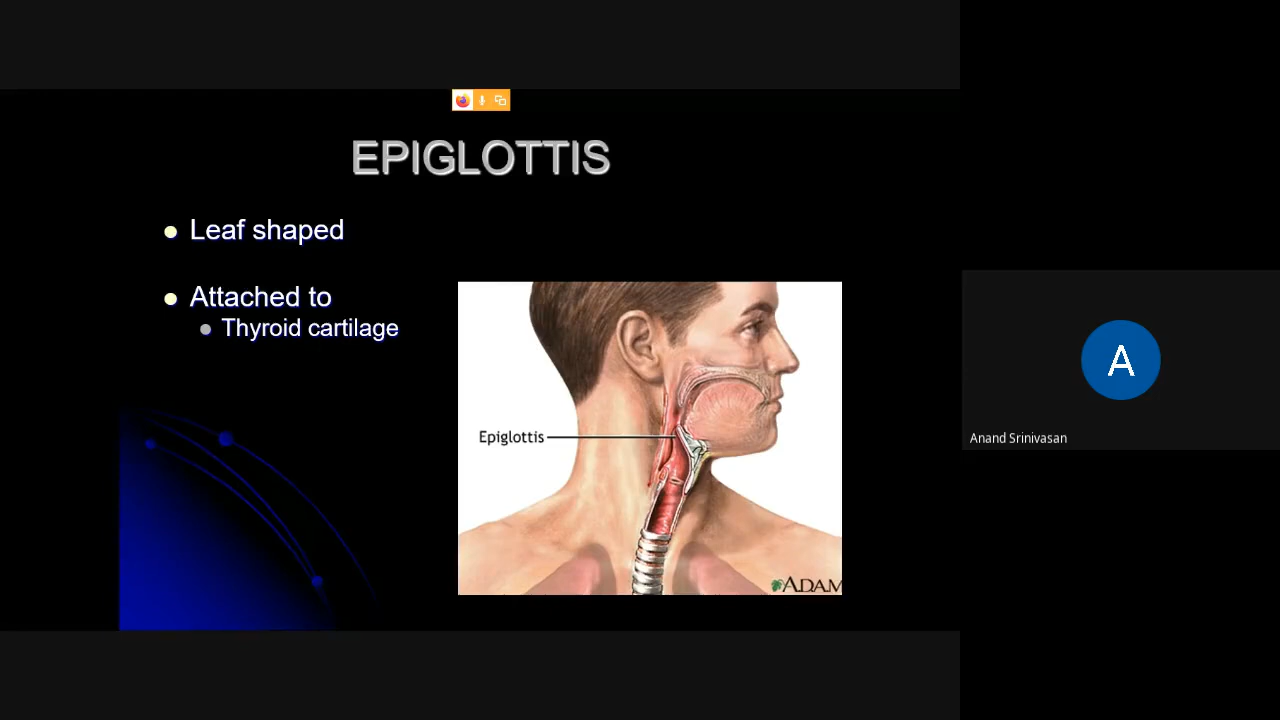 EPIGLOTTIS
Leaf shaped
Attached to
Thyroid cartilage
Epiglottis
ADAM
A
Anand Srinivasan